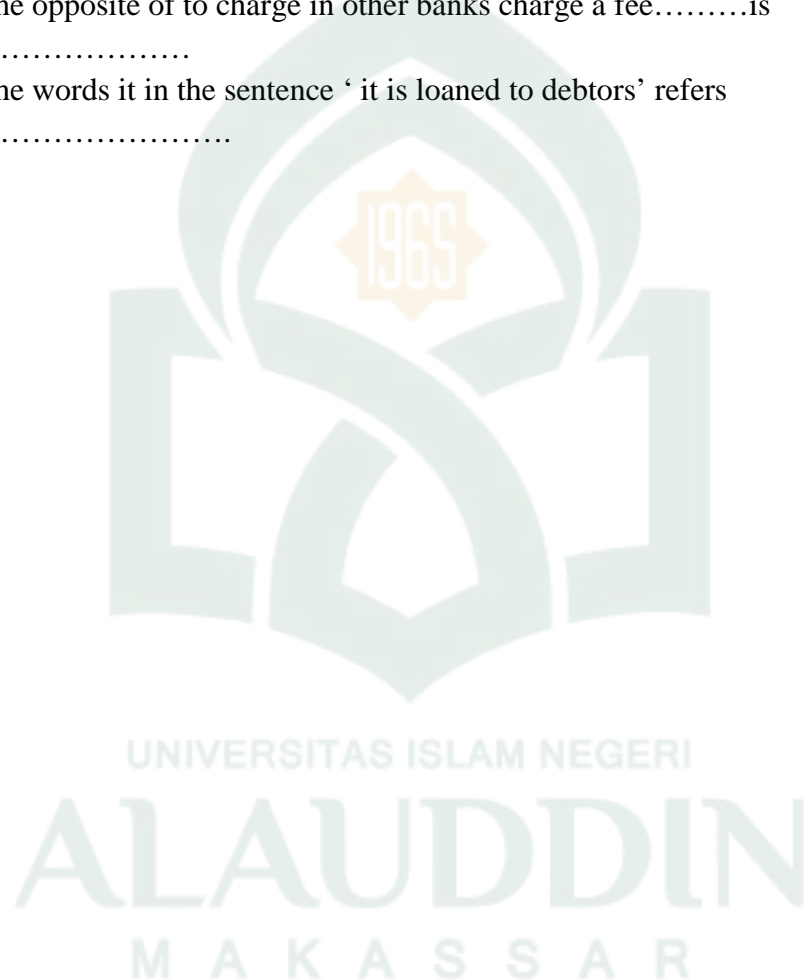 he opposite of to charge in other banks charge a fee………is
………………
he words it in the sentence ‘ it is loaned to debtors’ refers
………………….
1965
UNIVERSITAS ISLAM NEGERI
ALAUDDIN
MAKASSAR